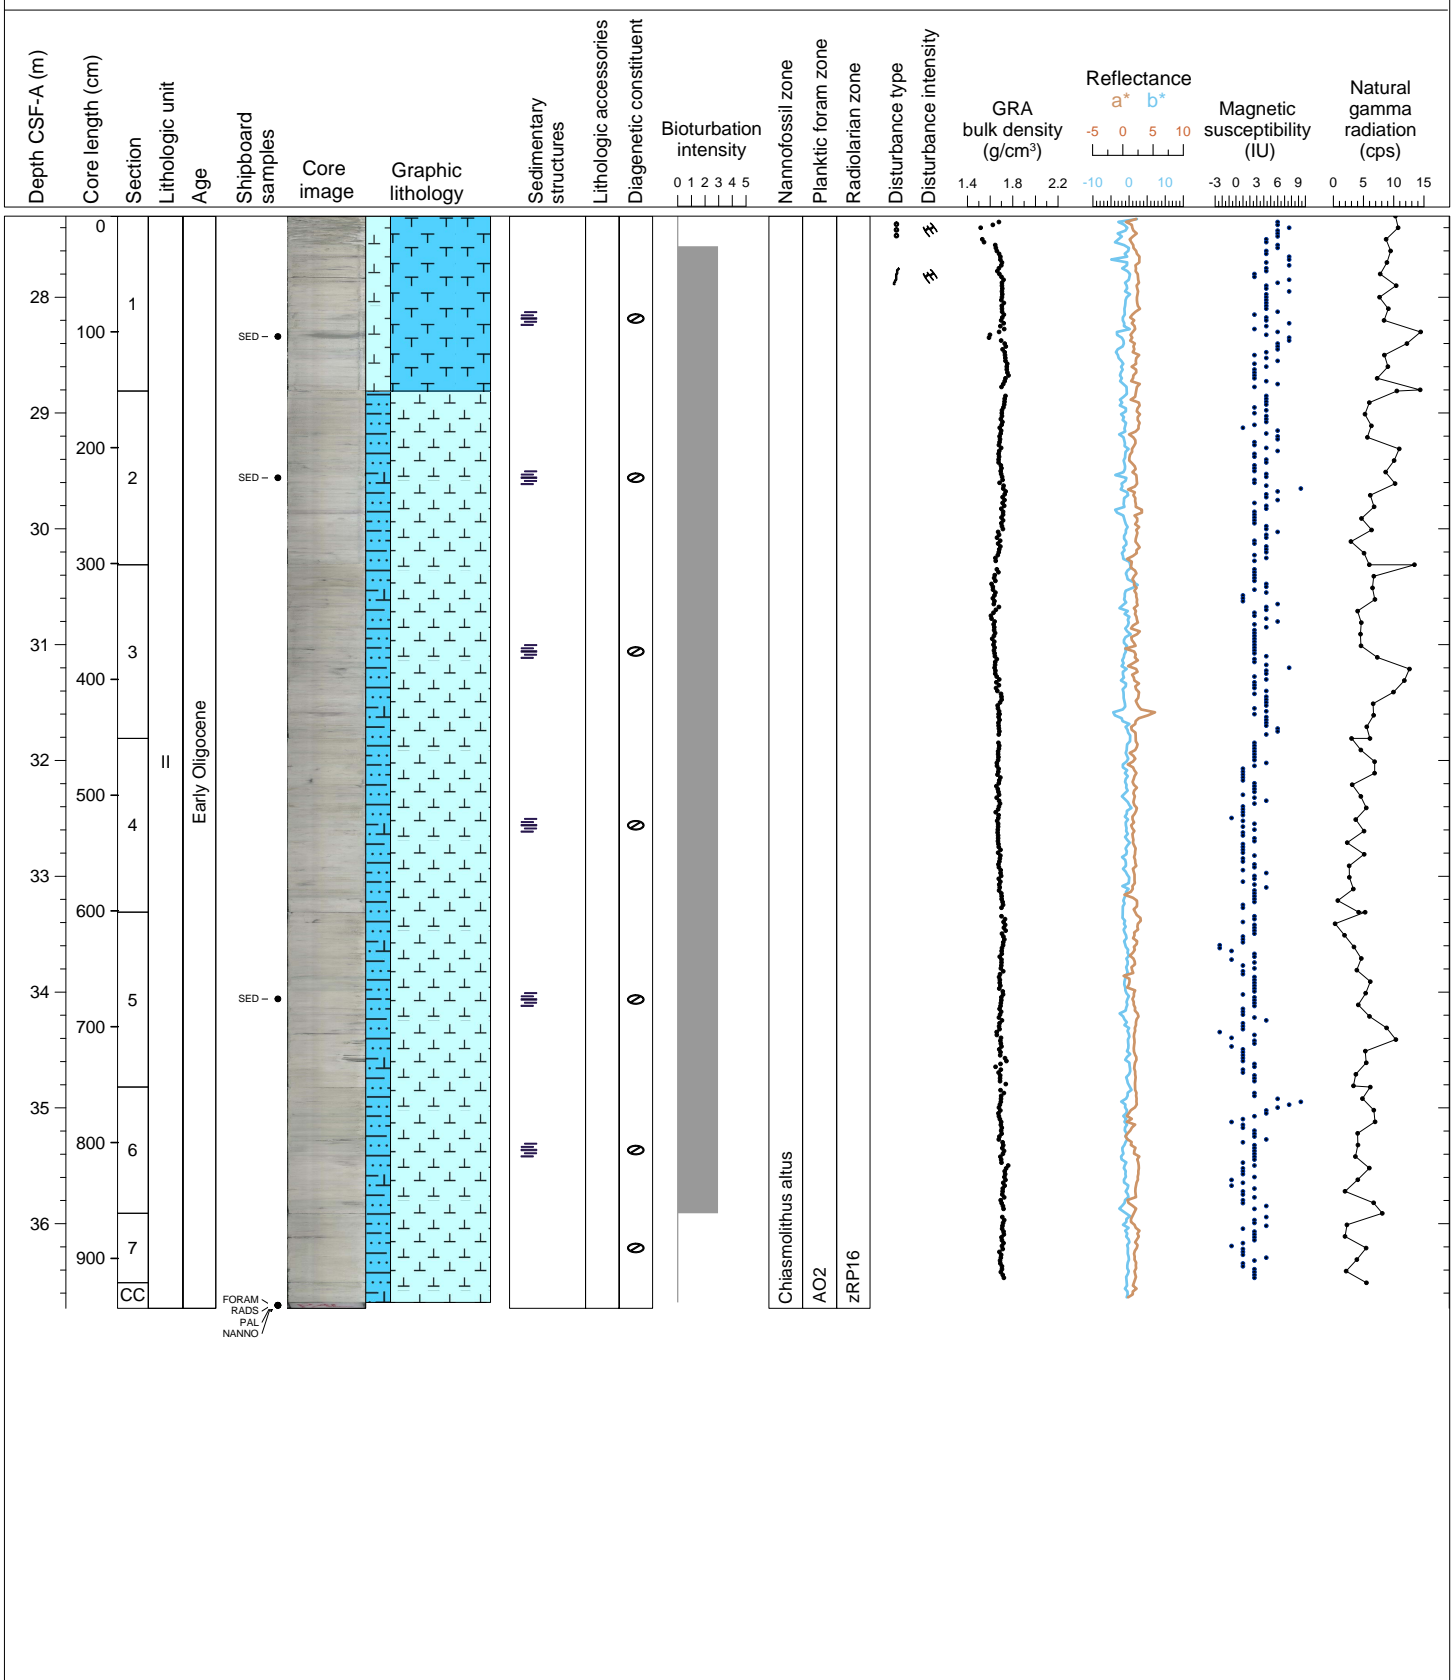 Depth CSF-A (m)
Core length (cm)
Section
Lithologic unit
Age
Shipboard
samples
Core
image
Graphic
lithology
Sedimentary
structures
Lithologic accessories
Diagenetic constituent
Bioturbation
intensity
0 1 2 3 4 5
Nannofossil zone
Planktic foram zone
Radiolarian zone
Disturbance type
Disturbance intensity
GRA
bulk density
(g/cm³)
1.4 1.8 2.2
Reflectance
a* b*
-5 0 5 10
-10 0 10
Magnetic
susceptibility
(IU)
-3 0 3 6 9
Natural
gamma
radiation
(cps)
0 5 10 15
28
29
30
31
32
33
34
35
36
0
100
200
300
400
500
600
700
800
900
1
2
3
4
5
6
7
CC
II
Early Oligocene
SED
SED
SED
FORAM
RADS
PAL
NANNO
Chiasmolithus altus
AO2
zRP16